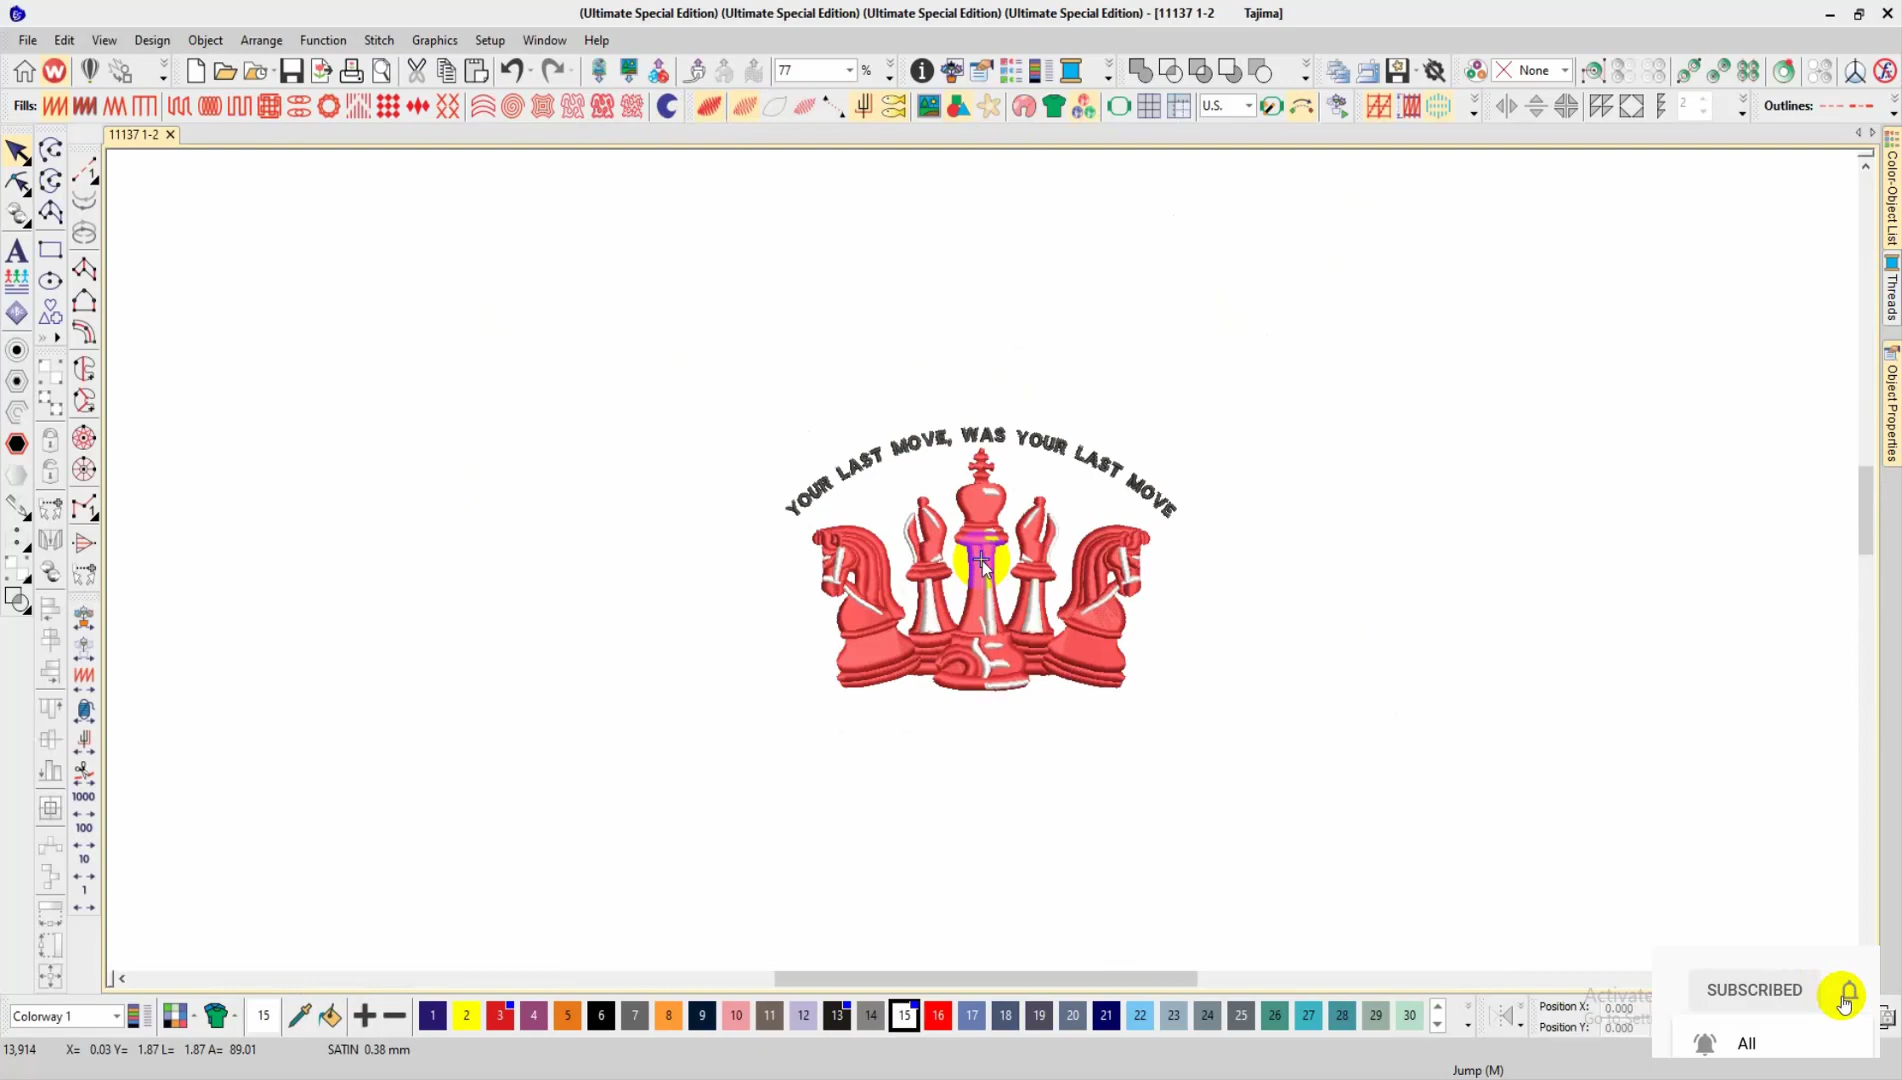 (Ultimate Special Edition) (Ultimate Special Edition) (Ultimate Special Edition) (Ultimate Special Edition) - [11137 1-2 Tajima]
File Edit View Design Object Arrange Function Stitch Graphics Setup Window Help
77 % None
Fills: U.S. 2 Outlines:
11137 1-2
Color-Object List
Threads
Object Properties
YOUR LAST MOVE, WAS YOUR LAST MOVE
1000
100
10
1
Colorway 1 15 1 2 3 4 5 6 7 8 9 10 11 12 13 14 15 16 17 18 19 20 21 22 23 24 25 26 27 28 29 30
Position X: 0.000
Position Y: 0.000
Activate
SUBSCRIBED
All
13,914 X= 0.03 Y= 1.87 L= 1.87 A= 89.01 SATIN 0.38 mm
Jump (M)